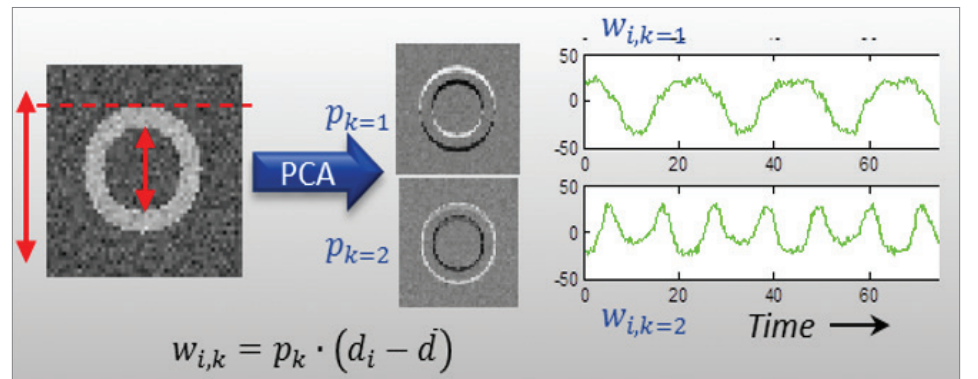 w_{i,k=1}
p_{k=1}
50
0
-50
0 20 40 60
PCA
p_{k=2}
50
0
-50
0 20 40 60
w_{i,k=2}
Time
w_{i,k} = p_k · (d_i − d̄)